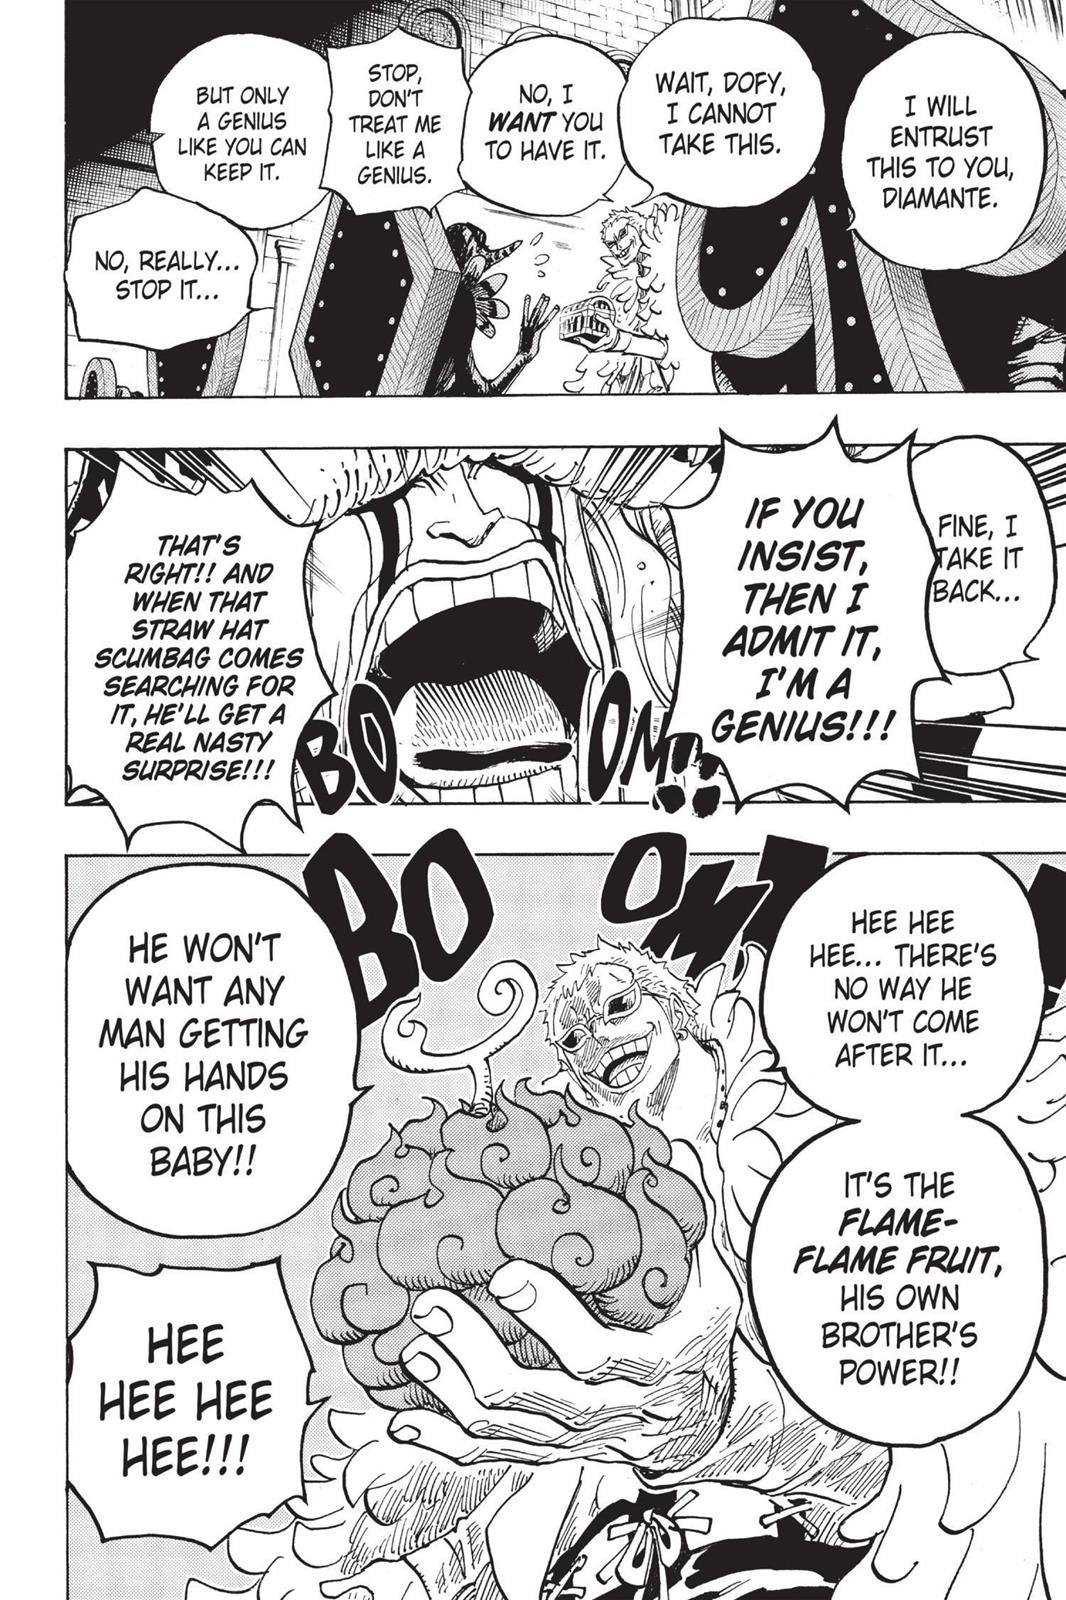 I WILL
ENTRUST
THIS TO YOU,
DIAMANTE.
WAIT, DOFY,
I CANNOT
TAKE THIS.
NO, I
WANT YOU
TO HAVE IT.
STOP,
DON'T
TREAT ME
LIKE A
GENIUS.
BUT ONLY
A GENIUS
LIKE YOU CAN
KEEP IT.
NO, REALLY...
STOP IT...
FINE, I
TAKE IT
BACK...
IF YOU
INSIST,
THEN I
ADMIT IT,
I'M A
GENIUS!!!
BO OM!!
THAT'S
RIGHT!! AND
WHEN THAT
STRAW HAT
SCUMBAG COMES
SEARCHING FOR
IT, HE'LL GET A
REAL NASTY
SURPRISE!!!
HEE HEE
HEE... THERE'S
NO WAY HE
WON'T COME
AFTER IT...
IT'S THE
FLAME-
FLAME FRUIT,
HIS OWN
BROTHER'S
POWER!!
BO OM
HE WON'T
WANT ANY
MAN GETTING
HIS HANDS
ON THIS
BABY!!
HEE
HEE HEE
HEE!!!